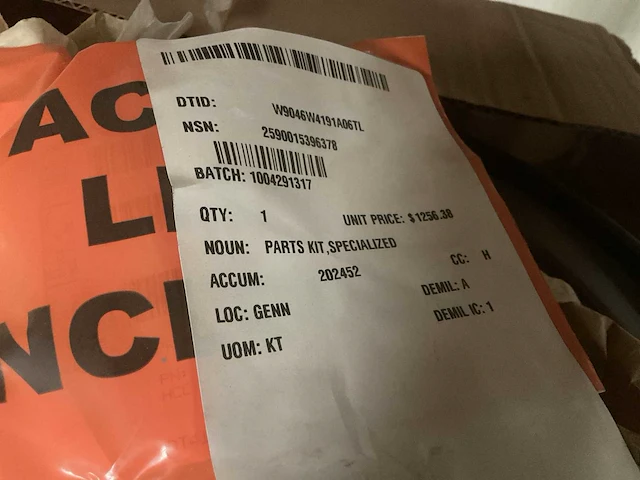 AC
LI
NCI
DTID: W9046W4191A06TL
NSN: 2590015396378
BATCH: 1004291317
QTY: 1 UNIT PRICE: $1256.38
NOUN: PARTS KIT,SPECIALIZED
ACCUM: 202452 CC: H
LOC: GENN DEMIL: A
UOM: KT DEMIL IC: 1